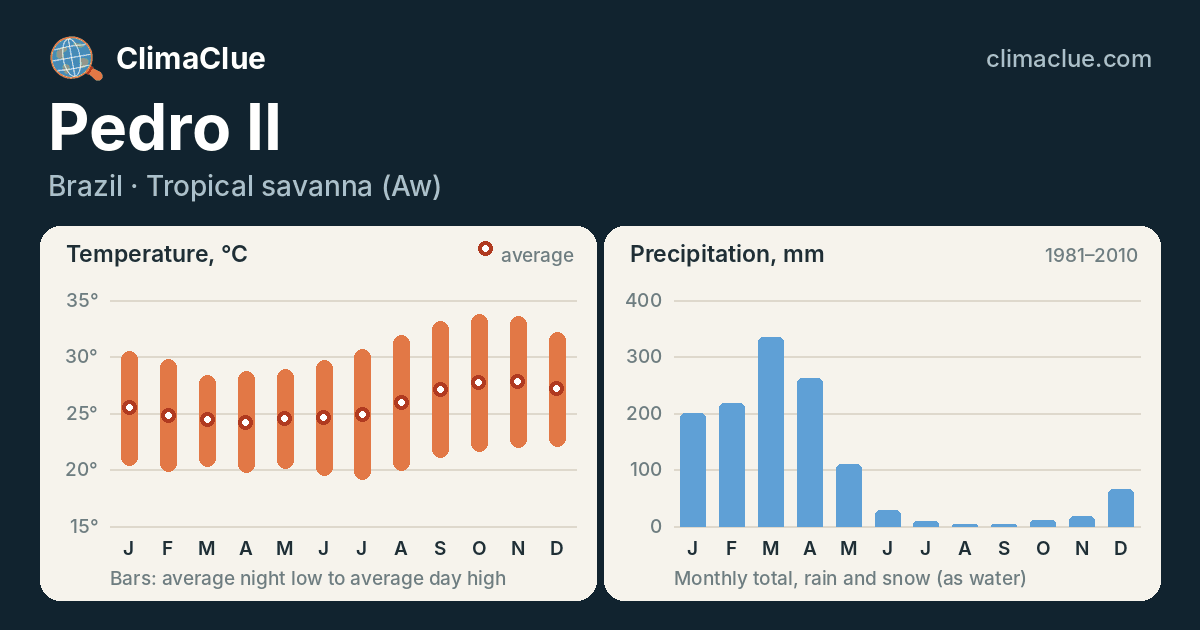 ClimaClue
climaclue.com
Pedro II
Brazil · Tropical savanna (Aw)
Temperature, °C
average
35°
30°
25°
20°
15°
J F M A M J J A S O N D
Bars: average night low to average day high
Precipitation, mm
1981–2010
400
300
200
100
0
J F M A M J J A S O N D
Monthly total, rain and snow (as water)